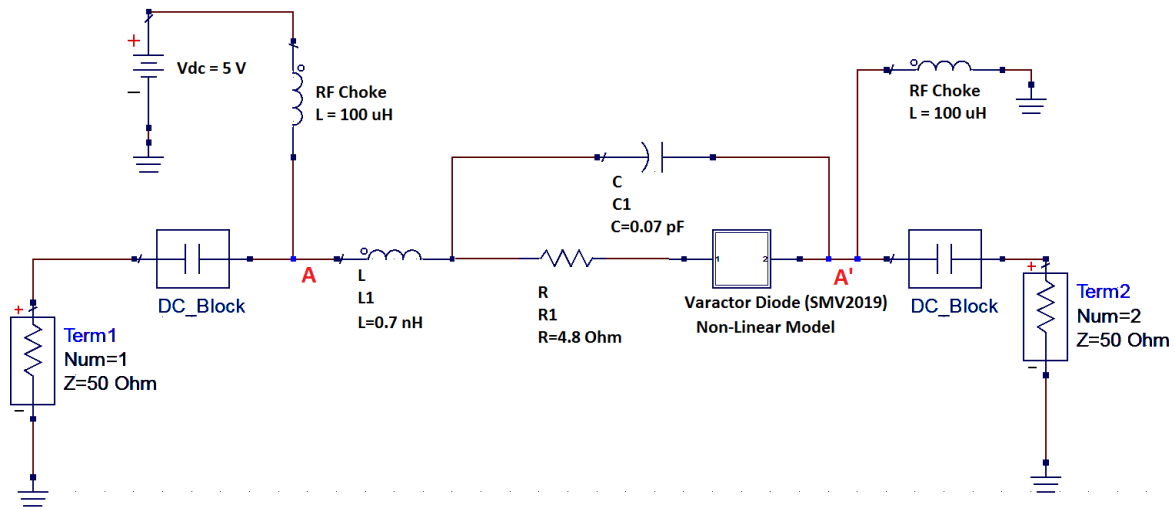 +
Vdc = 5 V
−
RF Choke
L = 100 uH
RF Choke
L = 100 uH
C
C1
C=0.07 pF
A
L
L1
L=0.7 nH
R
R1
R=4.8 Ohm
1
2
Varactor Diode (SMV2019)
Non-Linear Model
A'
DC_Block
DC_Block
+
Term1
Num=1
Z=50 Ohm
−
+
Term2
Num=2
Z=50 Ohm
−